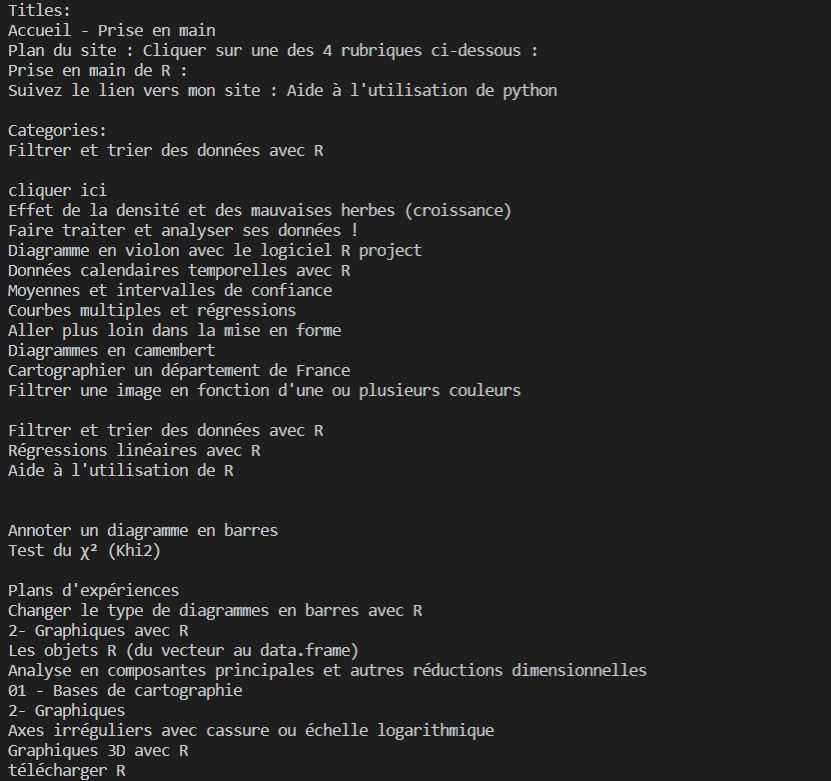 Titles:
Accueil - Prise en main
Plan du site : Cliquer sur une des 4 rubriques ci-dessous :
Prise en main de R :
Suivez le lien vers mon site : Aide à l'utilisation de python
Categories:
Filtrer et trier des données avec R
cliquer ici
Effet de la densité et des mauvaises herbes (croissance)
Faire traiter et analyser ses données !
Diagramme en violon avec le logiciel R project
Données calendaires temporelles avec R
Moyennes et intervalles de confiance
Courbes multiples et régressions
Aller plus loin dans la mise en forme
Diagrammes en camembert
Cartographier un département de France
Filtrer une image en fonction d'une ou plusieurs couleurs
Filtrer et trier des données avec R
Régressions linéaires avec R
Aide à l'utilisation de R
Annoter un diagramme en barres
Test du χ² (Khi2)
Plans d'expériences
Changer le type de diagrammes en barres avec R
2- Graphiques avec R
Les objets R (du vecteur au data.frame)
Analyse en composantes principales et autres réductions dimensionnelles
01 - Bases de cartographie
2- Graphiques
Axes irréguliers avec cassure ou échelle logarithmique
Graphiques 3D avec R
télécharger R